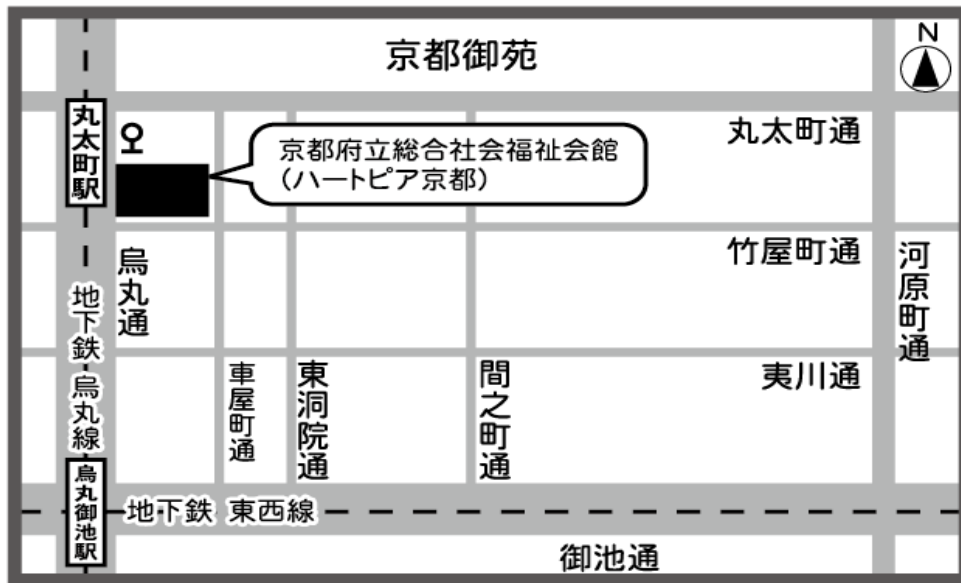 京都御苑
N
丸太町駅
丸太町通
京都府立総合社会福祉会館
（ハートピア京都）
竹屋町通
烏丸通
河原町通
地下鉄 烏丸線
夷川通
車屋町通
東洞院通
間之町通
烏丸御池駅
地下鉄 東西線
御池通